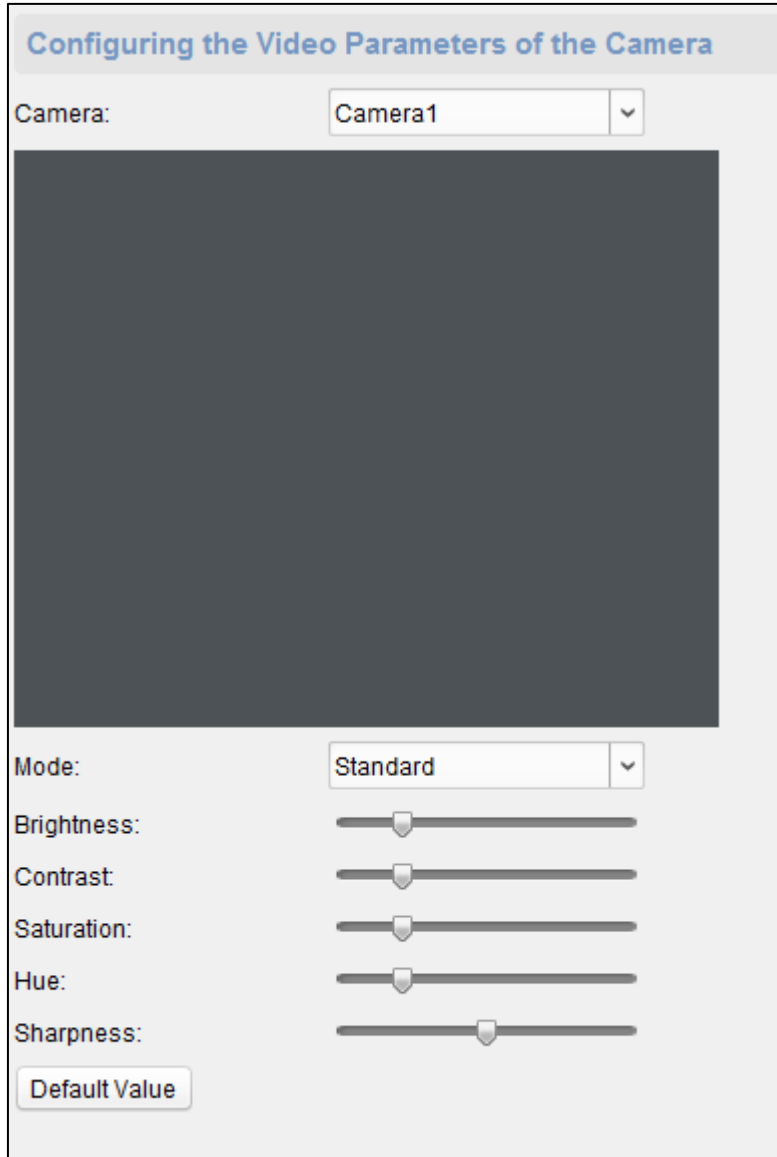 Configuring the Video Parameters of the Camera
Camera: Camera1
Mode: Standard
Brightness:
Contrast:
Saturation:
Hue:
Sharpness:
Default Value